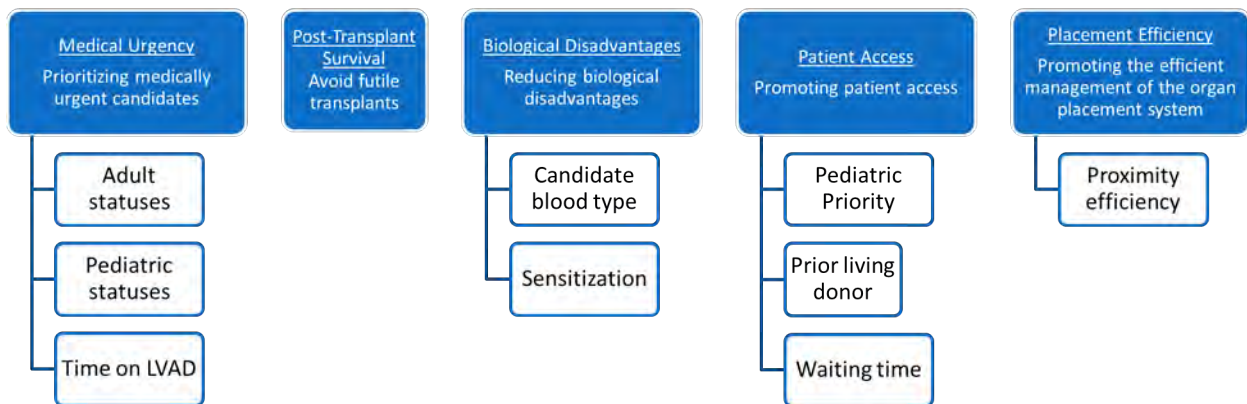 Medical Urgency
Prioritizing medically
urgent candidates
Adult
statuses
Pediatric
statuses
Time on LVAD
Post-Transplant
Survival
Avoid futile
transplants
Biological Disadvantages
Reducing biological
disadvantages
Candidate
blood type
Sensitization
Patient Access
Promoting patient access
Pediatric
Priority
Prior living
donor
Waiting time
Placement Efficiency
Promoting the efficient
management of the organ
placement system
Proximity
efficiency